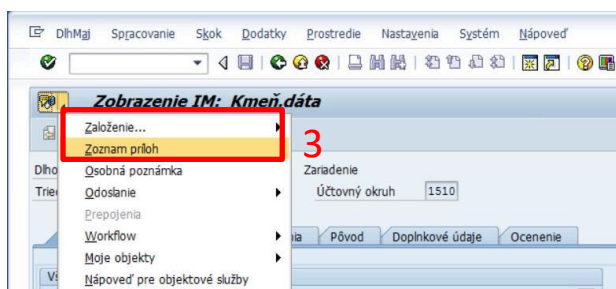 DlhMaj Spracovanie Skok Dodatky Prostredie Nastavenia Systém Nápoveď
Zobrazenie IM: Kmeň.dáta
Založenie...
Zoznam príloh
3
Osobná poznámka
Odoslanie
Prepojenia
Workflow
Moje objekty
Nápoveď pre objektové služby
Dlho
Zariadenie
Trie
Účtovný okruh 1510
ia Pôvod Doplnkové údaje Ocenenie